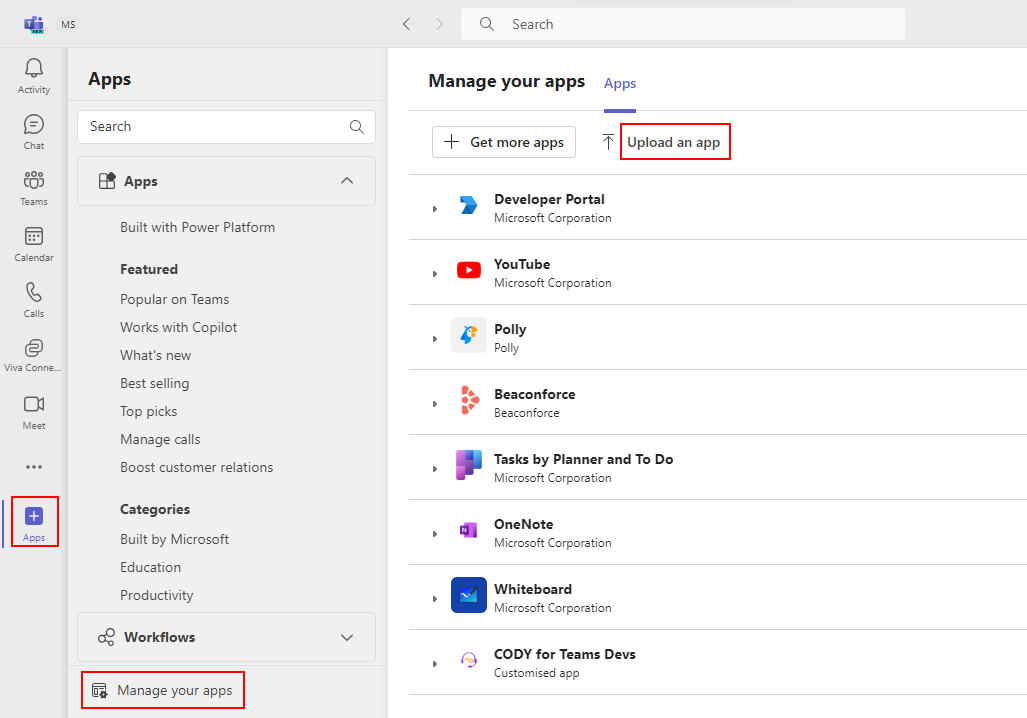 MS
Search
Activity
Chat
Teams
Calendar
Calls
Viva Conne...
Meet
Apps
Apps
Search
Apps
Built with Power Platform
Featured
Popular on Teams
Works with Copilot
What's new
Best selling
Top picks
Manage calls
Boost customer relations
Categories
Built by Microsoft
Education
Productivity
Workflows
Manage your apps
Manage your apps
Apps
Get more apps
Upload an app
Developer Portal
Microsoft Corporation
YouTube
Microsoft Corporation
Polly
Polly
Beaconforce
Beaconforce
Tasks by Planner and To Do
Microsoft Corporation
OneNote
Microsoft Corporation
Whiteboard
Microsoft Corporation
CODY for Teams Devs
Customised app